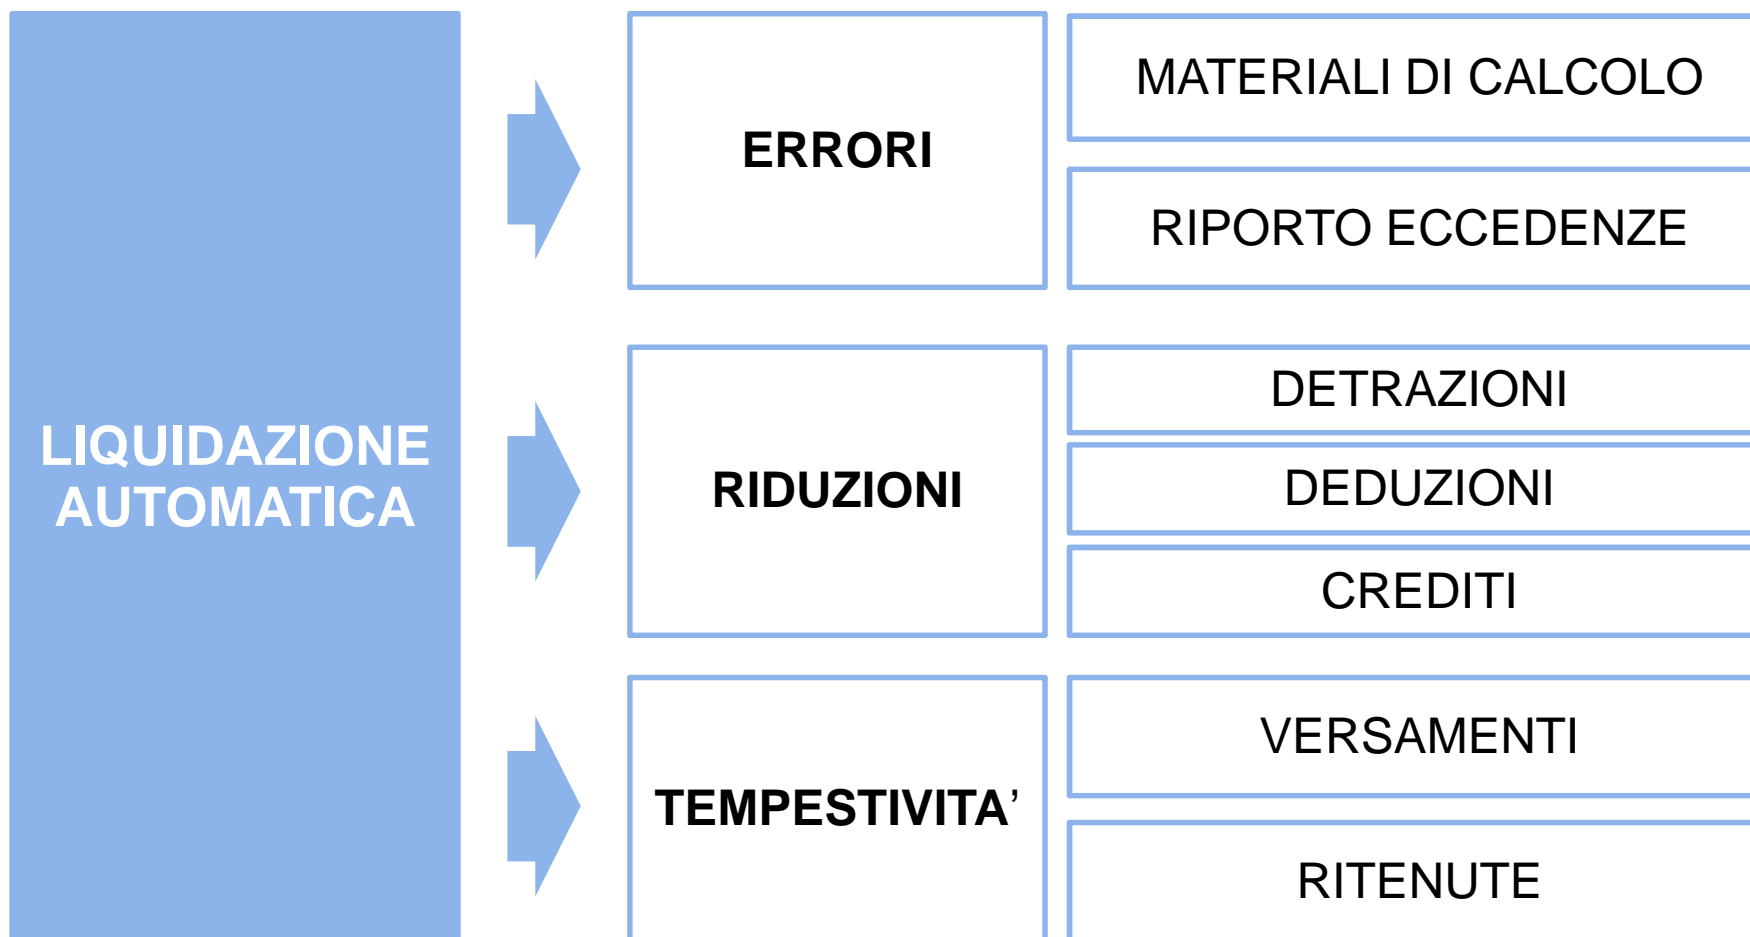 LIQUIDAZIONE
AUTOMATICA
ERRORI
MATERIALI DI CALCOLO
RIPORTO ECCEDENZE
RIDUZIONI
DETRAZIONI
DEDUZIONI
CREDITI
TEMPESTIVITA’
VERSAMENTI
RITENUTE